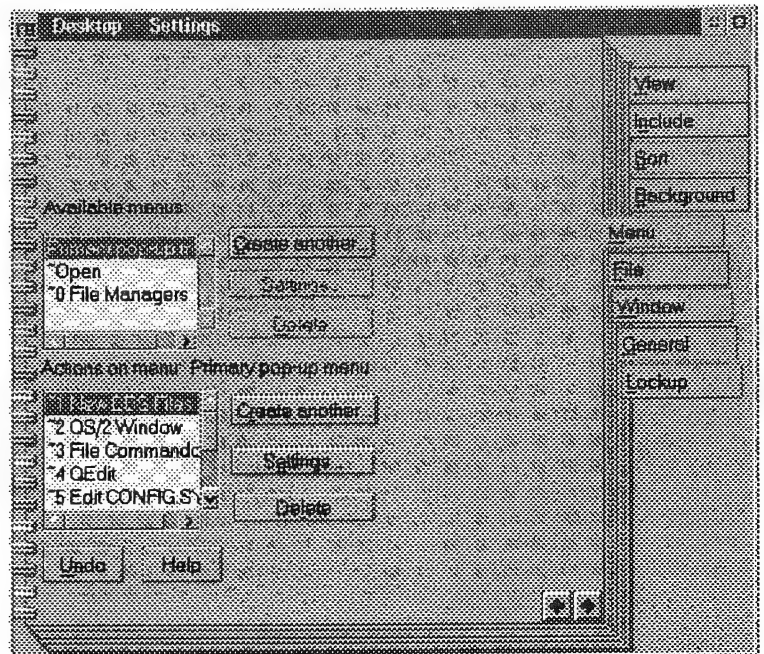 Desktop - Settings
View
Include
Sort
Background
Menu
File
Window
General
Lockup
Available menus:
~Open
~0 File Managers
Create another...
Settings...
Delete
Actions on menu: Primary pop-up menu
~2 OS/2 Window
~3 File Commando
~4 QEdit
~5 Edit CONFIG.SY
Create another...
Settings...
Delete
Undo
Help